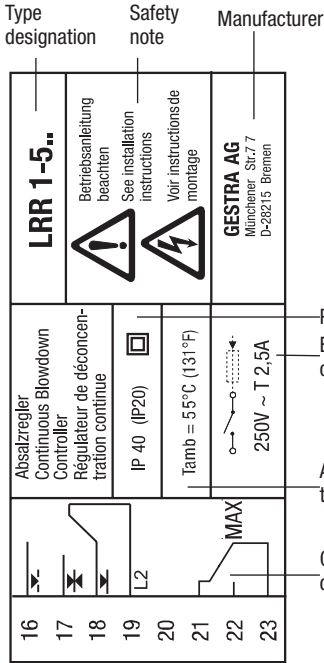 Type
designation
Safety
note
Manufacturer
LRR 1-5..
Betriebsanleitung
beachten
See installation
instructions
Voir instructions de
montage
GESTRA AG
Münchener Str.77
D-28215 Bremen
Absalzregler
Continuous Blowdown
Controller
Régulateur de déconcen-
tration continue
IP 40 (IP20)
Tamb = 55°C (131°F)
250V ~ T 2,5A
16
17
18
19
20
21
22
23
L2
MAX